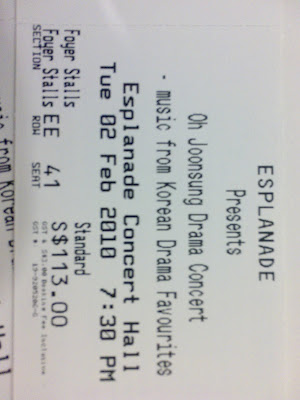 ESPLANADE
Presents
Oh Joonsung Drama Concert
- music from Korean Drama Favourites
Esplanade Concert Hall
Tue 02 Feb 2010 7:30 PM
Foyer Stalls
Standard
Foyer Stalls EE 41 S$113.00
SECTION ROW SEAT